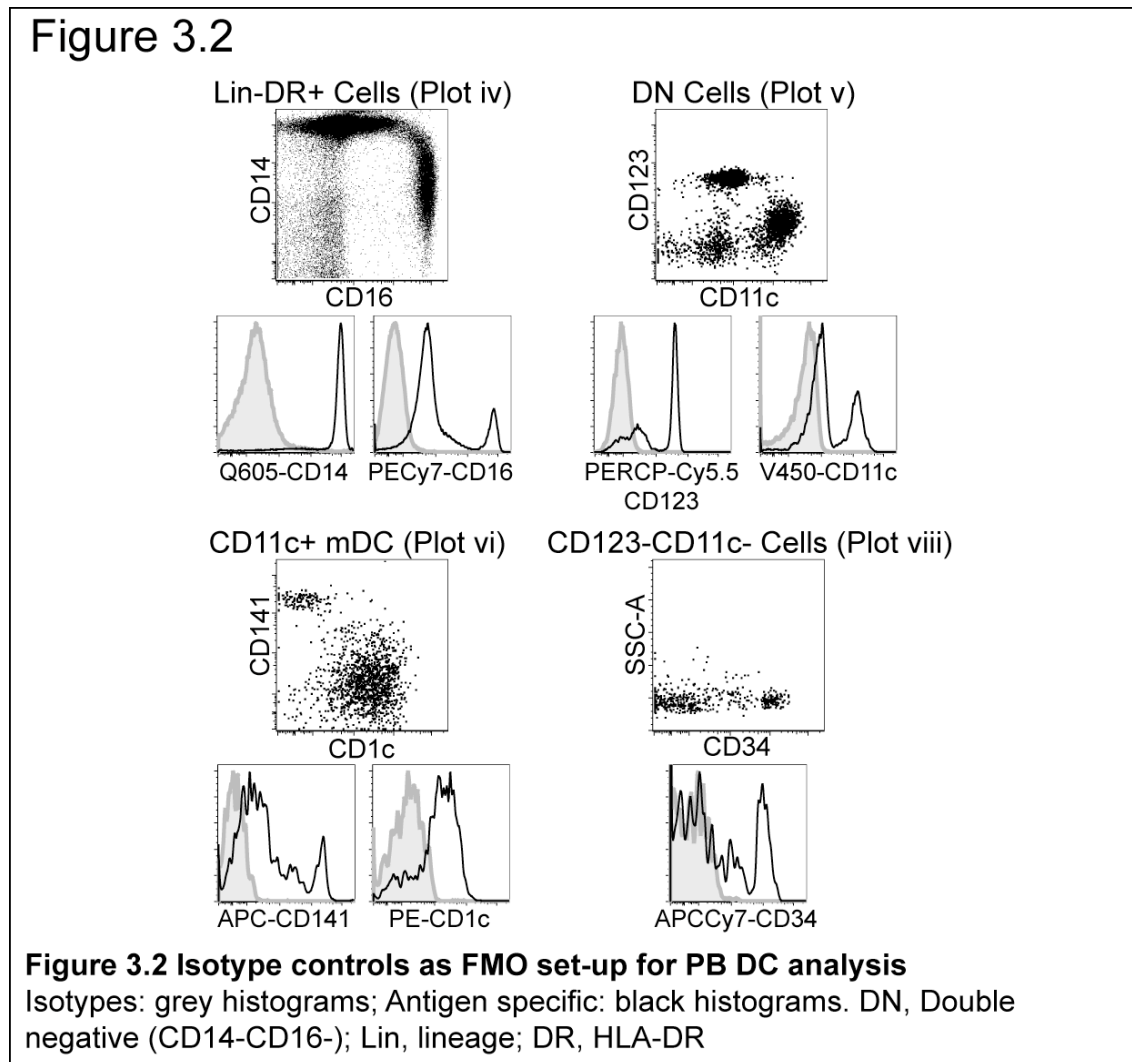 Figure 3.2
Lin-DR+ Cells (Plot iv)
CD14
CD16
Q605-CD14
PECy7-CD16
DN Cells (Plot v)
CD123
CD11c
PERCP-Cy5.5
CD123
V450-CD11c
CD11c+ mDC (Plot vi)
CD141
CD1c
APC-CD141
PE-CD1c
CD123-CD11c- Cells (Plot viii)
SSC-A
CD34
APCCy7-CD34
Figure 3.2 Isotype controls as FMO set-up for PB DC analysis
Isotypes: grey histograms; Antigen specific: black histograms. DN, Double
negative (CD14-CD16-); Lin, lineage; DR, HLA-DR